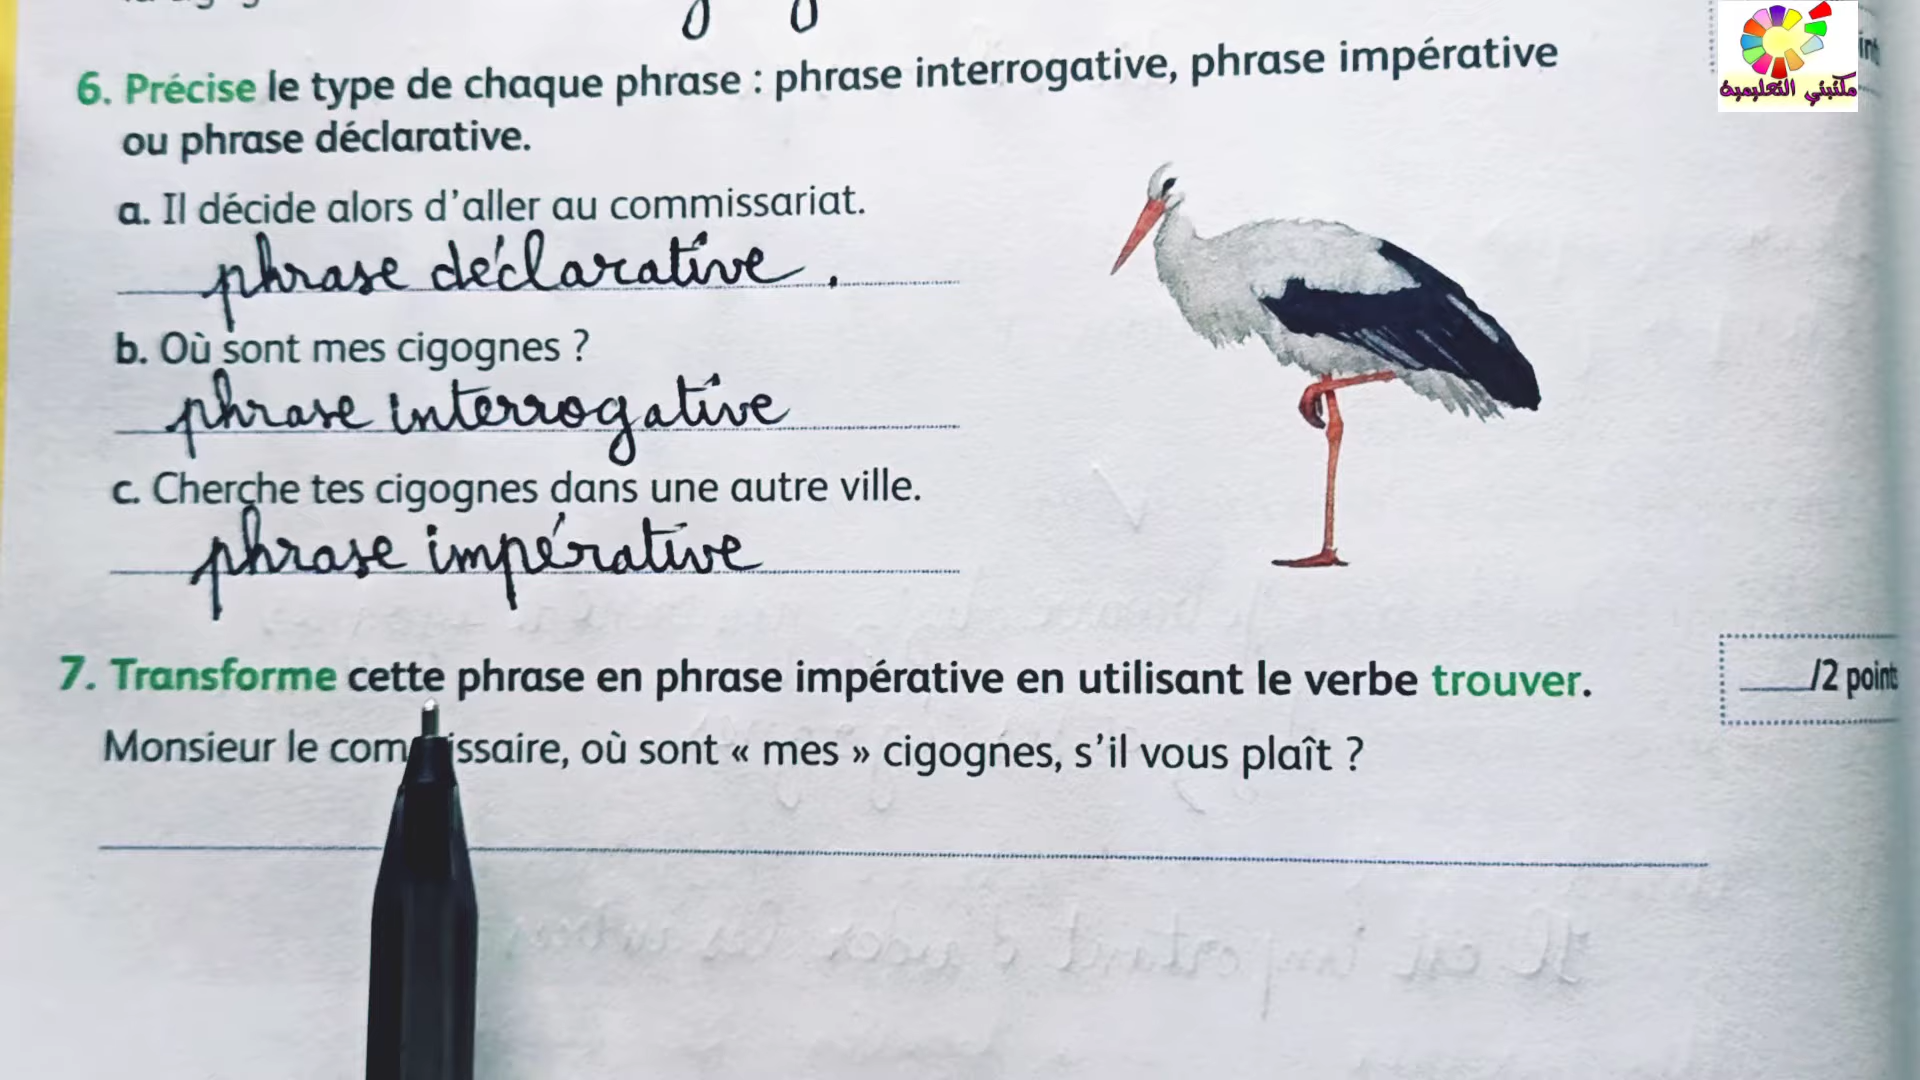 6. Précise le type de chaque phrase : phrase interrogative, phrase impérative
ou phrase déclarative.
a. Il décide alors d'aller au commissariat.
phrase déclarative.
b. Où sont mes cigognes ?
phrase interrogative
c. Cherche tes cigognes dans une autre ville.
phrase impérative
7. Transforme cette phrase en phrase impérative en utilisant le verbe trouver.
/2 point
Monsieur le commissaire, où sont « mes » cigognes, s'il vous plaît ?
مكتبتي التعليمية